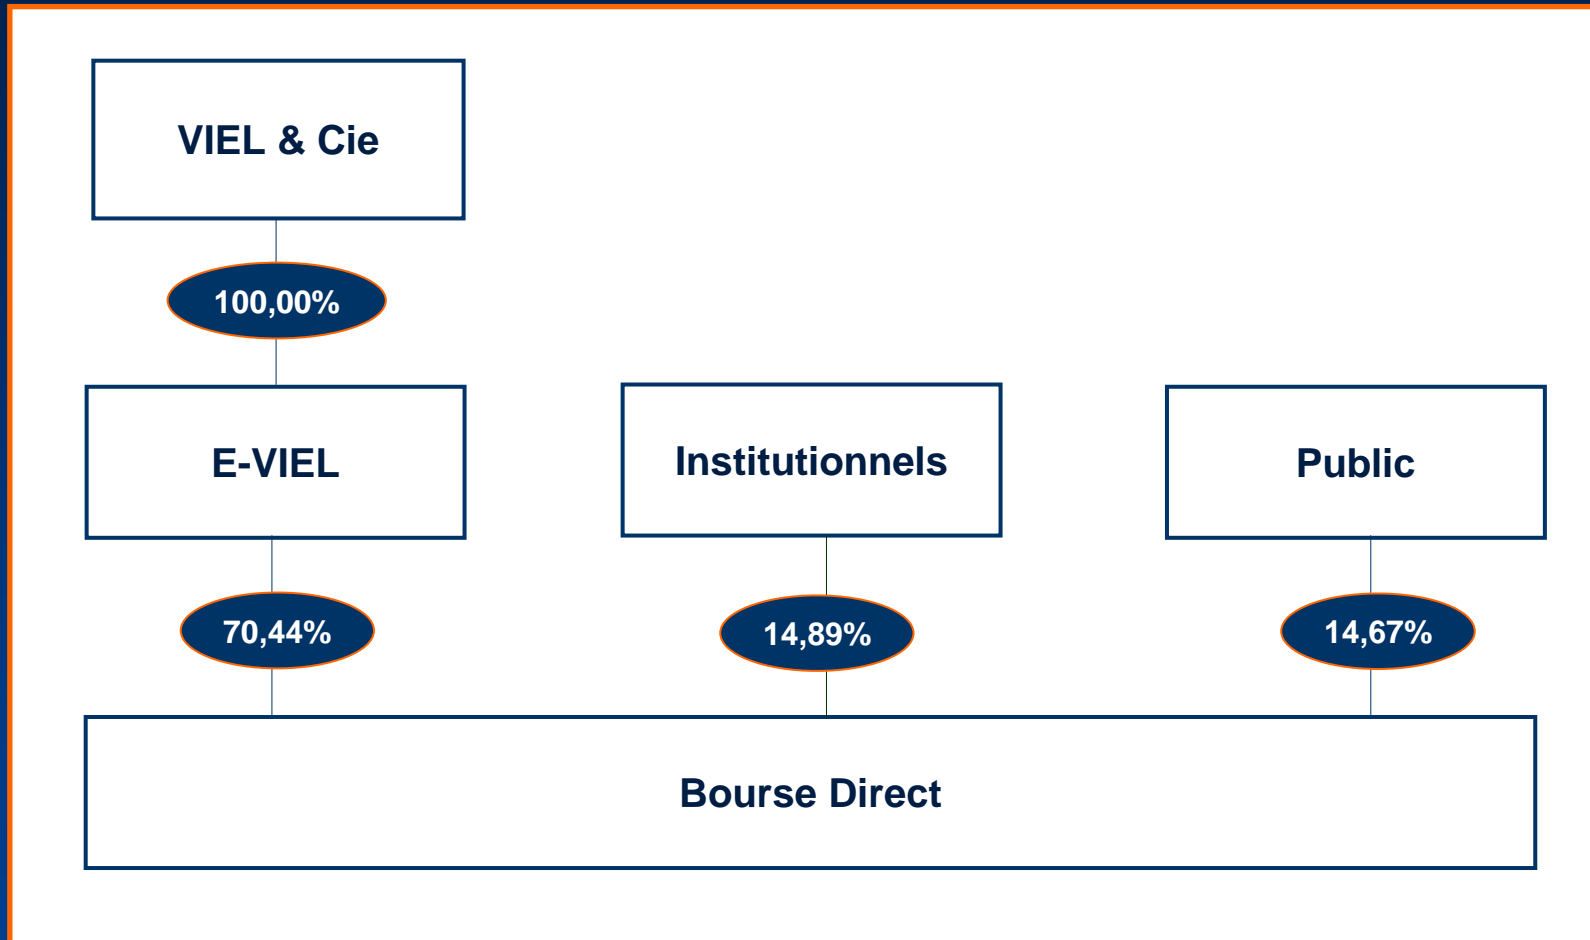 VIEL & Cie
100,00%
E-VIEL
Institutionnels
Public
70,44%
14,89%
14,67%
Bourse Direct